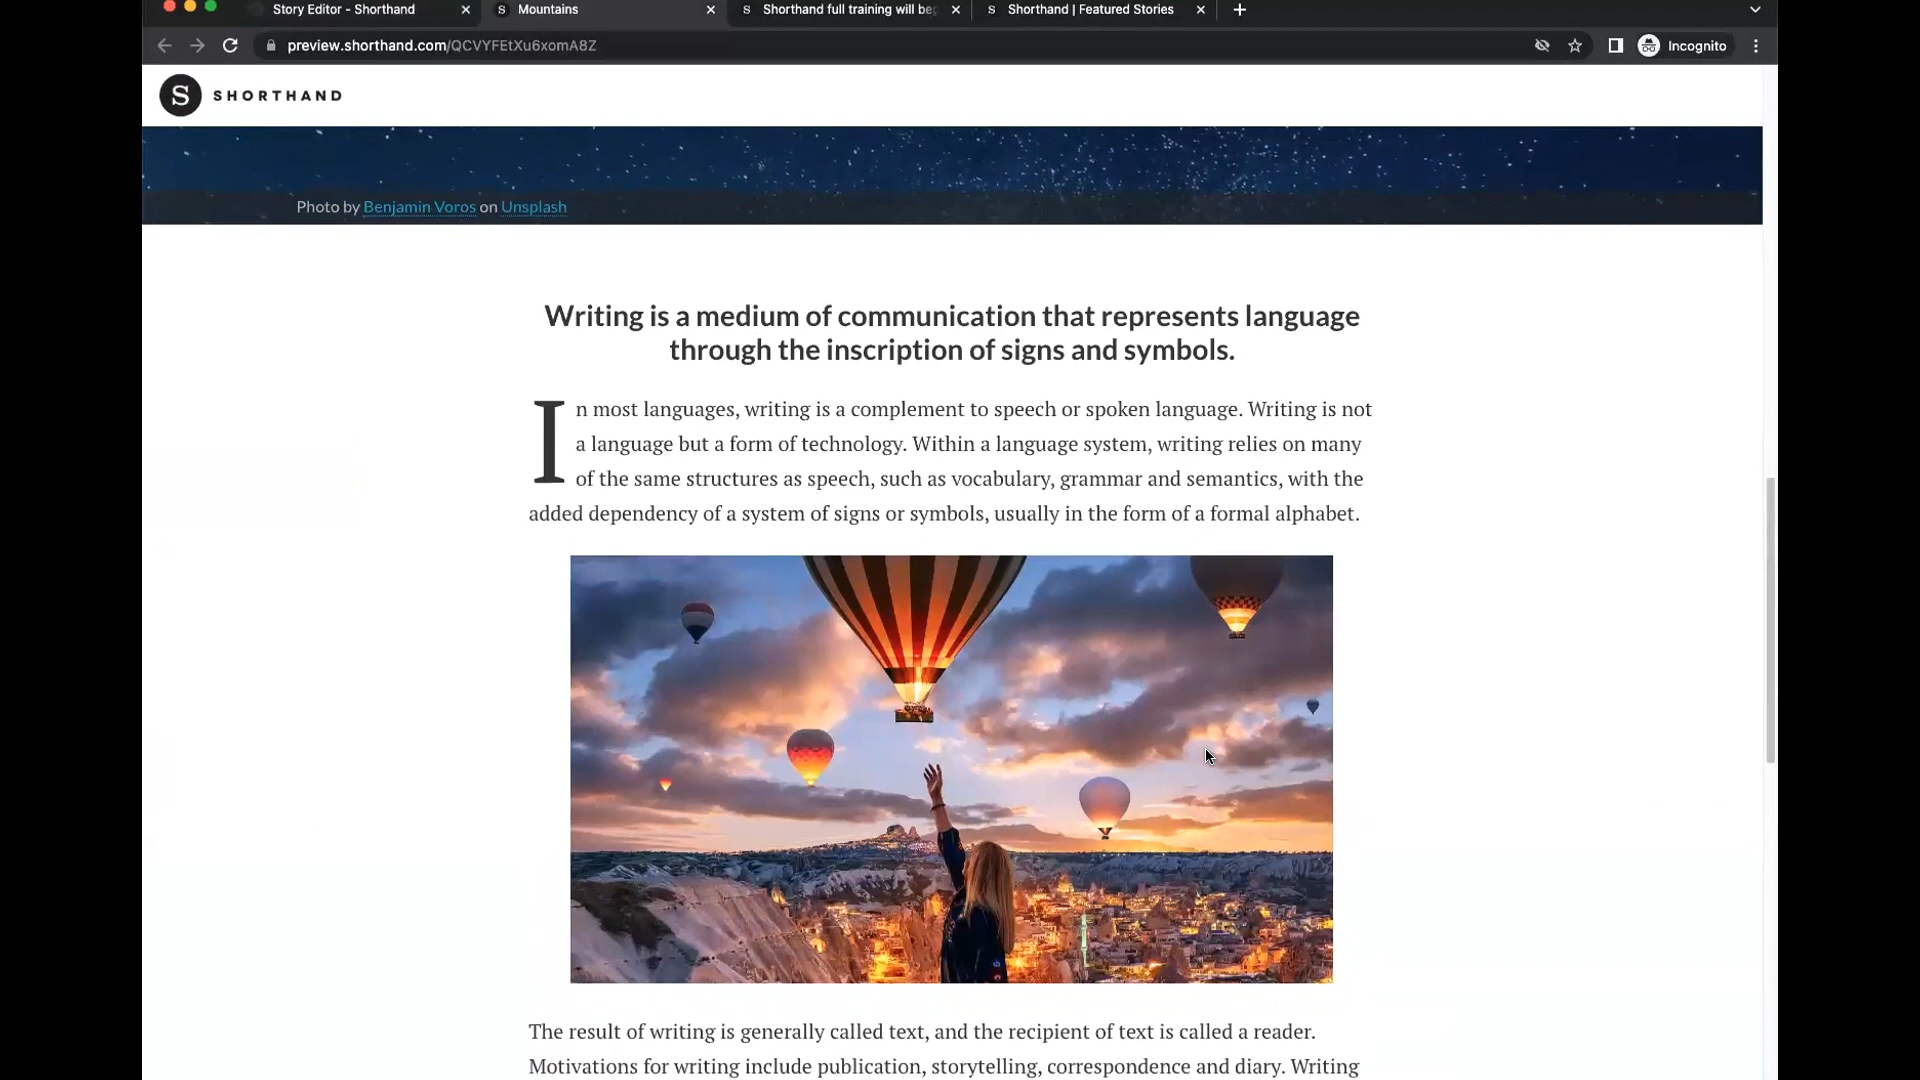 Story Editor - Shorthand
Mountains
Shorthand full training will be
Shorthand | Featured Stories
preview.shorthand.com/QCVYFEtXu6xomA8Z
Incognito
S SHORTHAND
Photo by Benjamin Voros on Unsplash
Writing is a medium of communication that represents language
through the inscription of signs and symbols.
In most languages, writing is a complement to speech or spoken language. Writing is not
a language but a form of technology. Within a language system, writing relies on many
of the same structures as speech, such as vocabulary, grammar and semantics, with the
added dependency of a system of signs or symbols, usually in the form of a formal alphabet.
The result of writing is generally called text, and the recipient of text is called a reader.
Motivations for writing include publication, storytelling, correspondence and diary. Writing